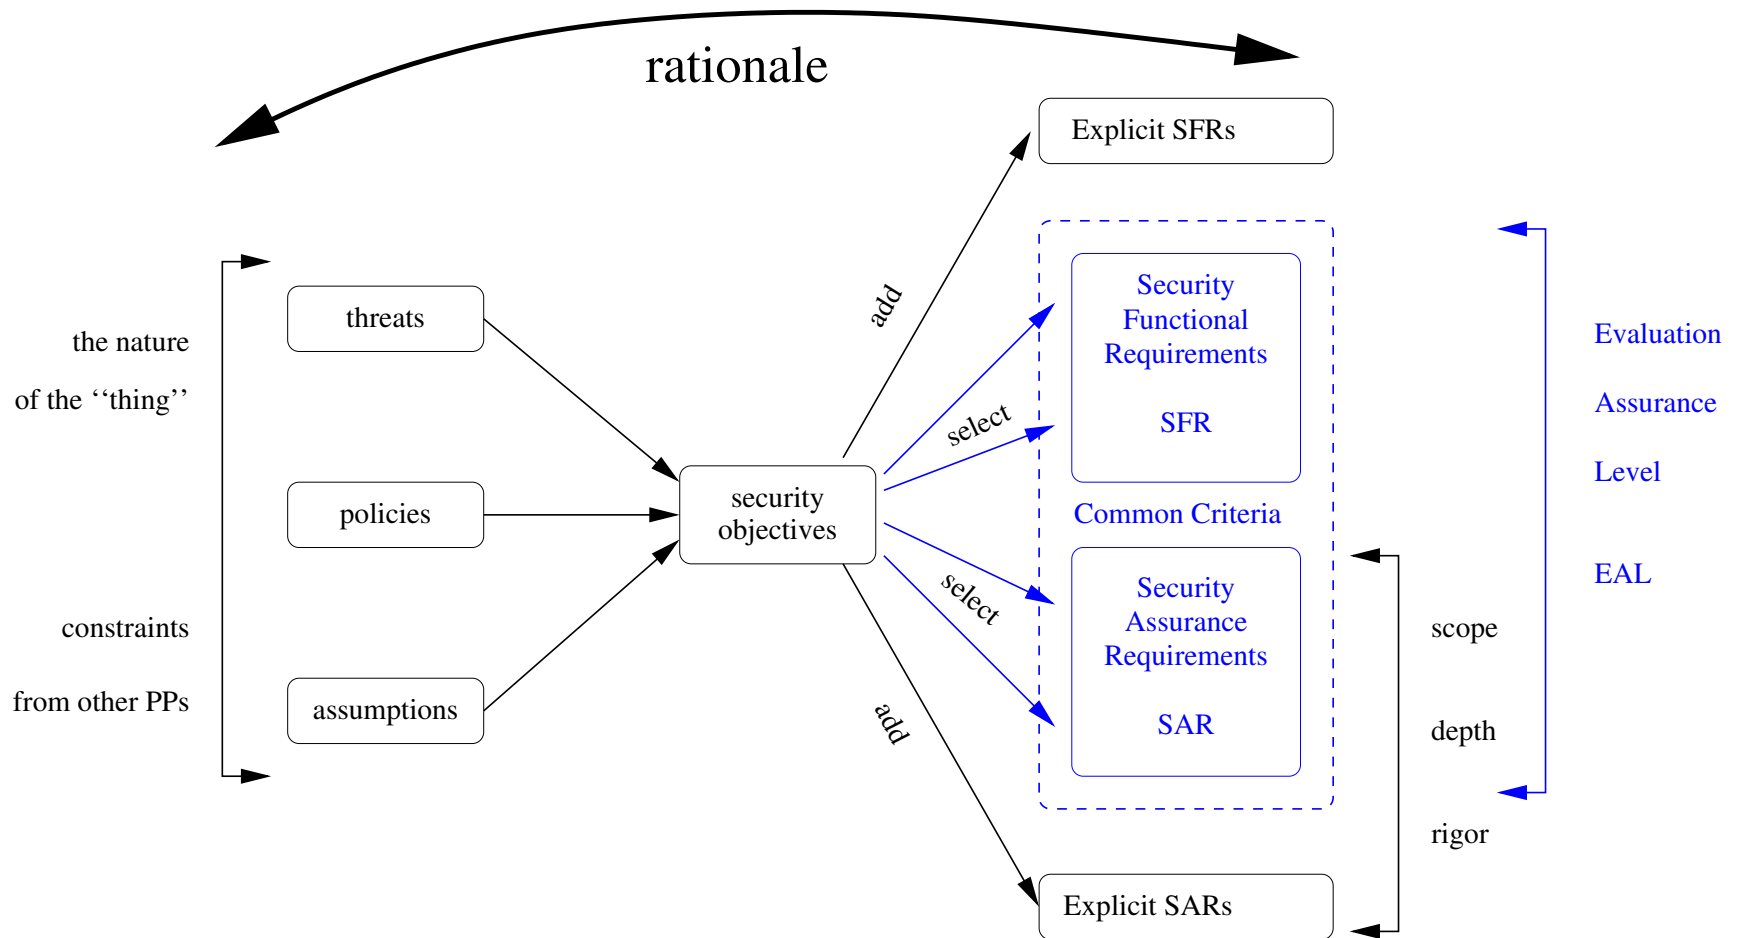 rationale
Explicit SFRs
the nature
of the ‘‘thing’’
constraints
from other PPs
threats
policies
assumptions
security
objectives
add
select
select
add
Security
Functional
Requirements
SFR
Common Criteria
Security
Assurance
Requirements
SAR
Explicit SARs
scope
depth
rigor
Evaluation
Assurance
Level
EAL